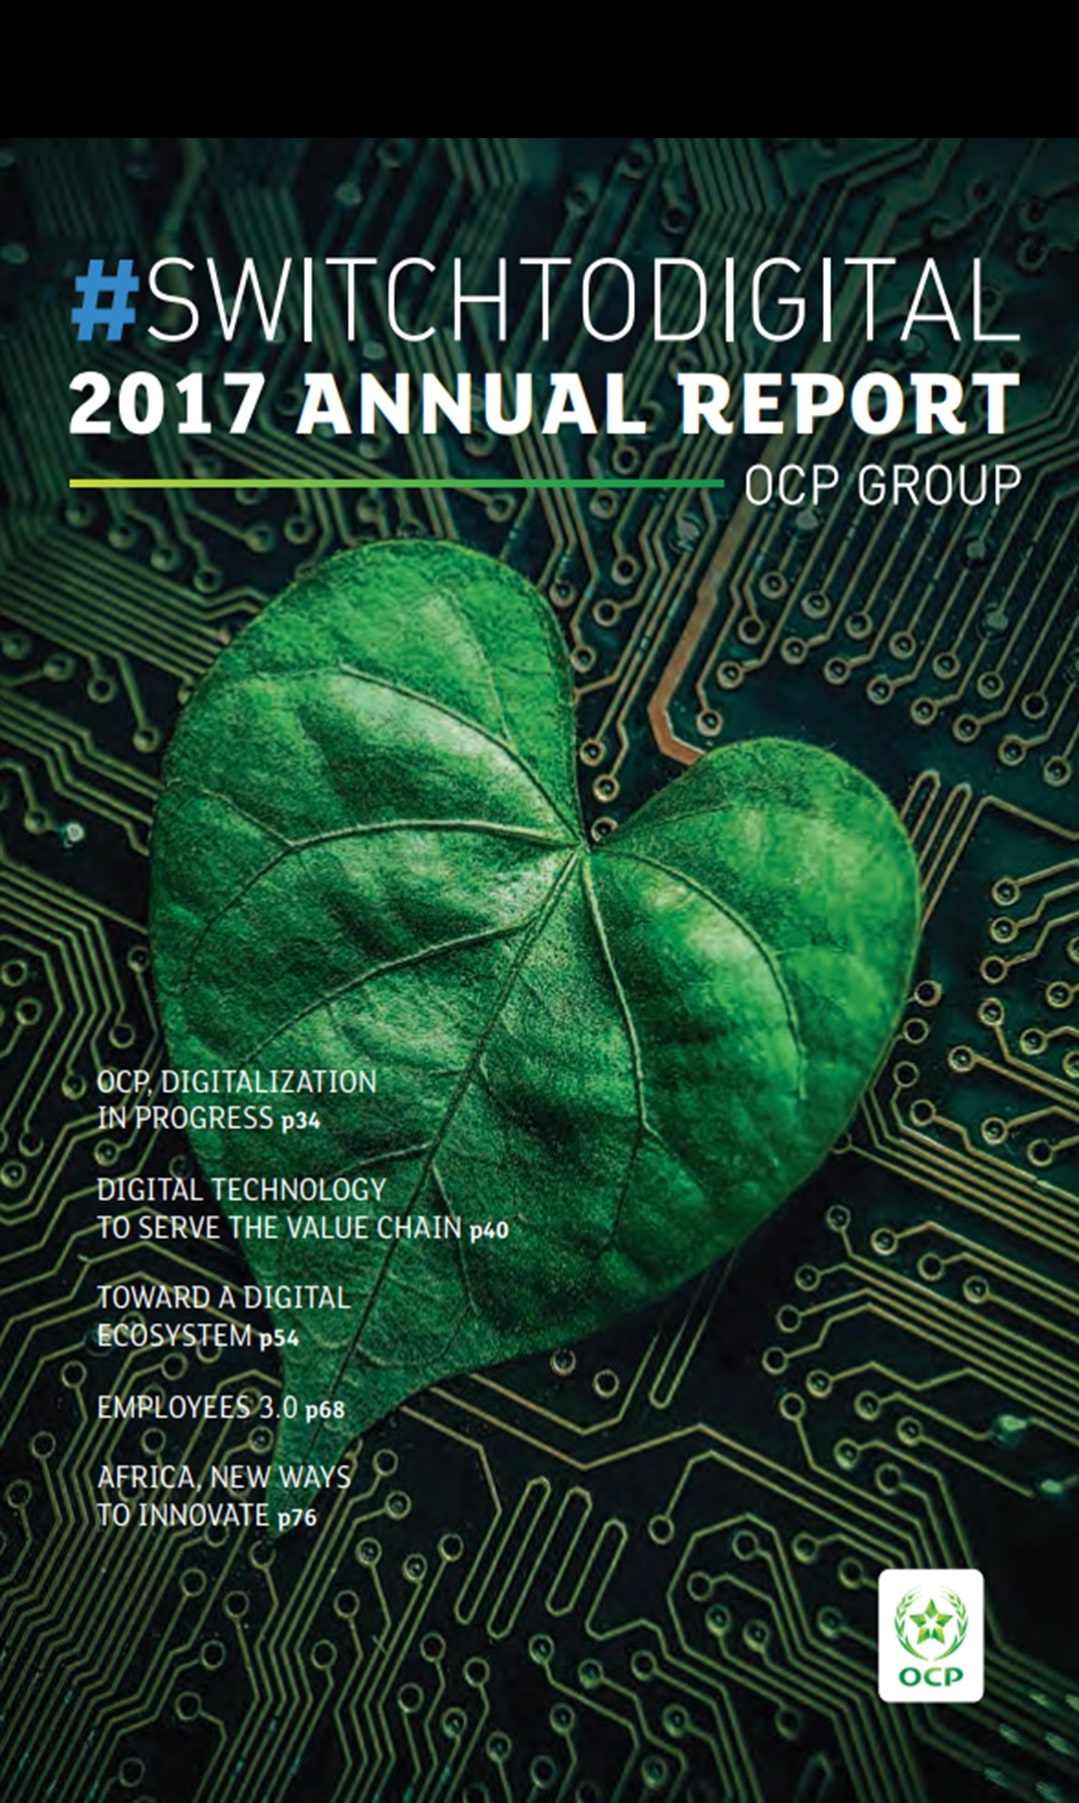 #SWITCHTODIGITAL
2017 ANNUAL REPORT
OCP GROUP
OCP, DIGITALIZATION
IN PROGRESS p34
DIGITAL TECHNOLOGY
TO SERVE THE VALUE CHAIN p40
TOWARD A DIGITAL
ECOSYSTEM p54
EMPLOYEES 3.0 p68
AFRICA, NEW WAYS
TO INNOVATE p76
OCP